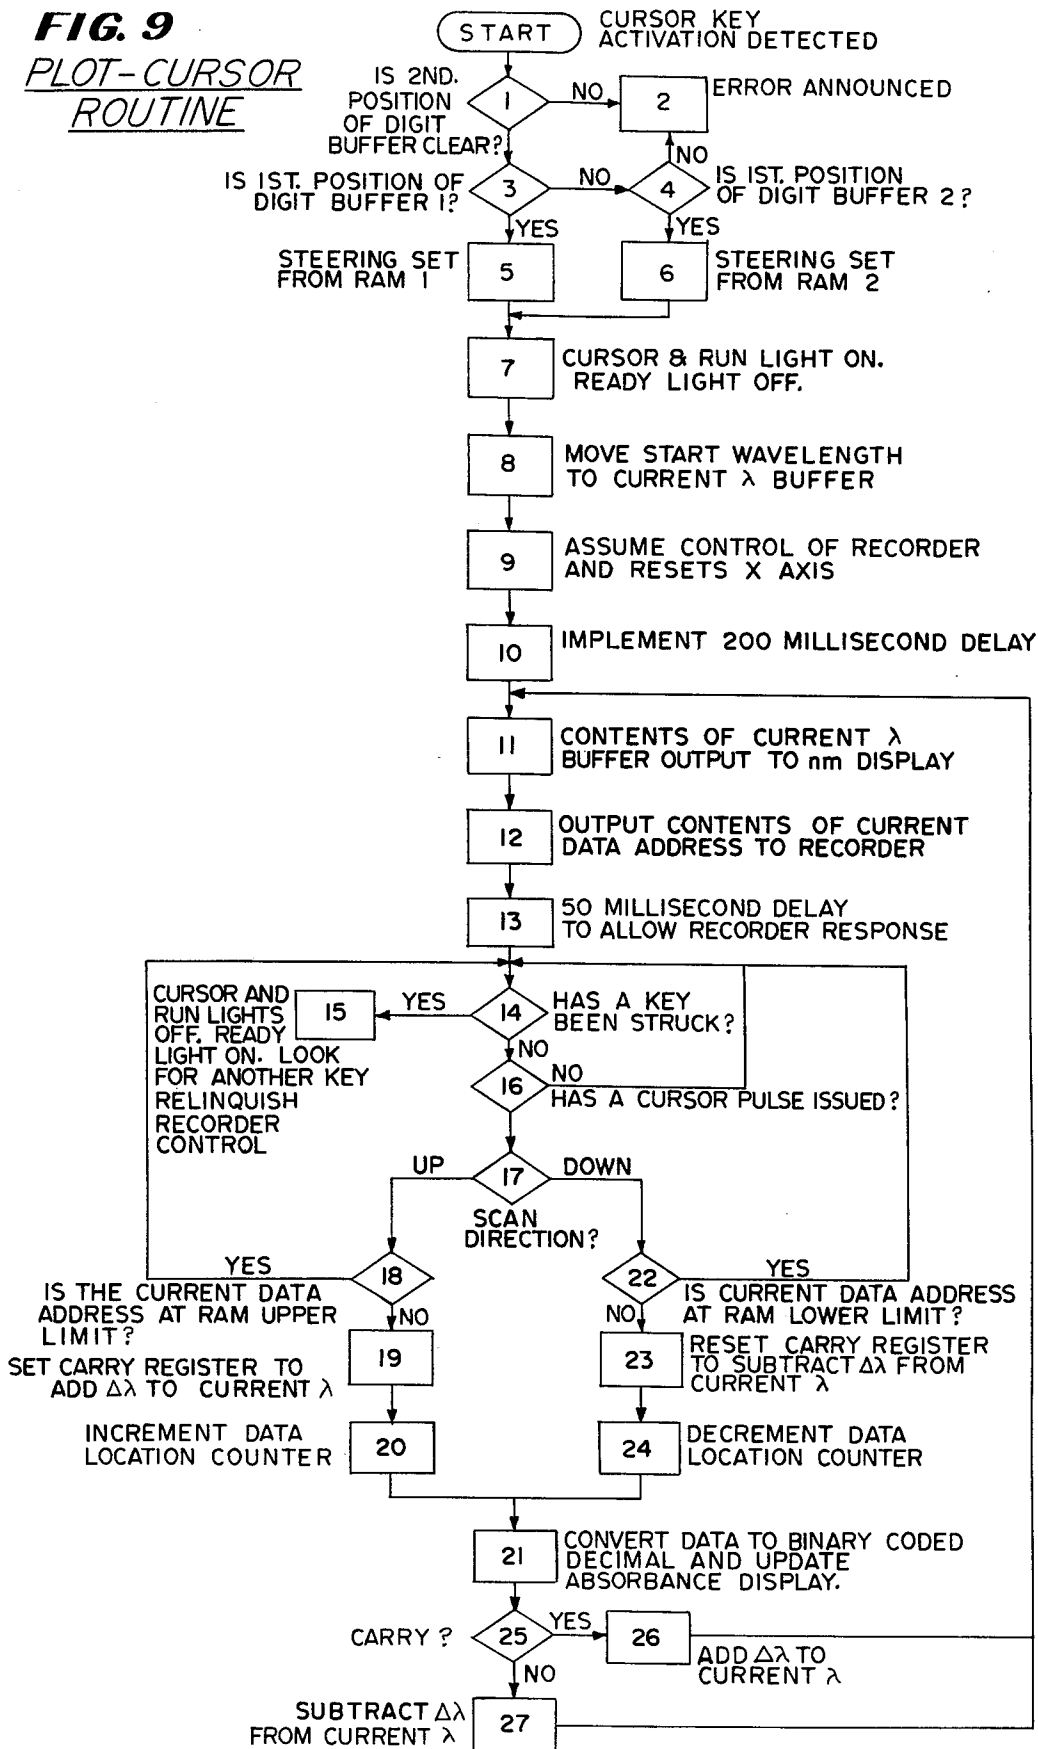 FIG. 9
PLOT-CURSOR
ROUTINE
START
CURSOR KEY
ACTIVATION DETECTED
IS 2ND.
POSITION
OF DIGIT
BUFFER CLEAR?
1
NO
2
ERROR ANNOUNCED
IS 1ST. POSITION OF
DIGIT BUFFER 1?
3
NO
4
NO
IS 1ST. POSITION
OF DIGIT BUFFER 2?
YES
YES
STEERING SET
FROM RAM 1
5
6
STEERING SET
FROM RAM 2
7
CURSOR & RUN LIGHT ON.
READY LIGHT OFF.
8
MOVE START WAVELENGTH
TO CURRENT λ BUFFER
9
ASSUME CONTROL OF RECORDER
AND RESETS X AXIS
10
IMPLEMENT 200 MILLISECOND DELAY
11
CONTENTS OF CURRENT λ
BUFFER OUTPUT TO nm DISPLAY
12
OUTPUT CONTENTS OF CURRENT
DATA ADDRESS TO RECORDER
13
50 MILLISECOND DELAY
TO ALLOW RECORDER RESPONSE
CURSOR AND
RUN LIGHTS
OFF. READY
LIGHT ON. LOOK
FOR ANOTHER KEY
RELINQUISH
RECORDER
CONTROL
15
YES
14
HAS A KEY
BEEN STRUCK?
NO
16
NO
HAS A CURSOR PULSE ISSUED?
UP
17
DOWN
SCAN
DIRECTION?
YES
18
IS THE CURRENT DATA
ADDRESS AT RAM UPPER
LIMIT?
NO
22
YES
IS CURRENT DATA ADDRESS
AT RAM LOWER LIMIT?
NO
SET CARRY REGISTER TO
ADD Δλ TO CURRENT λ
19
23
RESET CARRY REGISTER
TO SUBTRACT Δλ FROM
CURRENT λ
INCREMENT DATA
LOCATION COUNTER
20
24
DECREMENT DATA
LOCATION COUNTER
21
CONVERT DATA TO BINARY CODED
DECIMAL AND UPDATE
ABSORBANCE DISPLAY.
CARRY?
25
YES
26
ADD Δλ TO
CURRENT λ
NO
SUBTRACT Δλ
FROM CURRENT λ
27